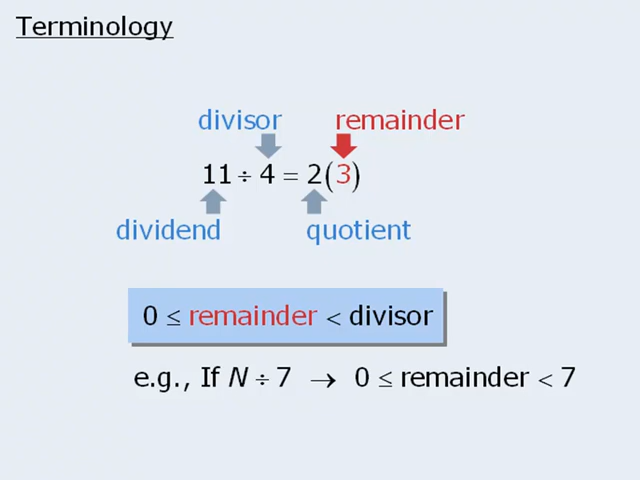 Terminology
divisor remainder
11 ÷ 4 = 2(3)
dividend quotient
0 ≤ remainder < divisor
e.g., If N ÷ 7 → 0 ≤ remainder < 7